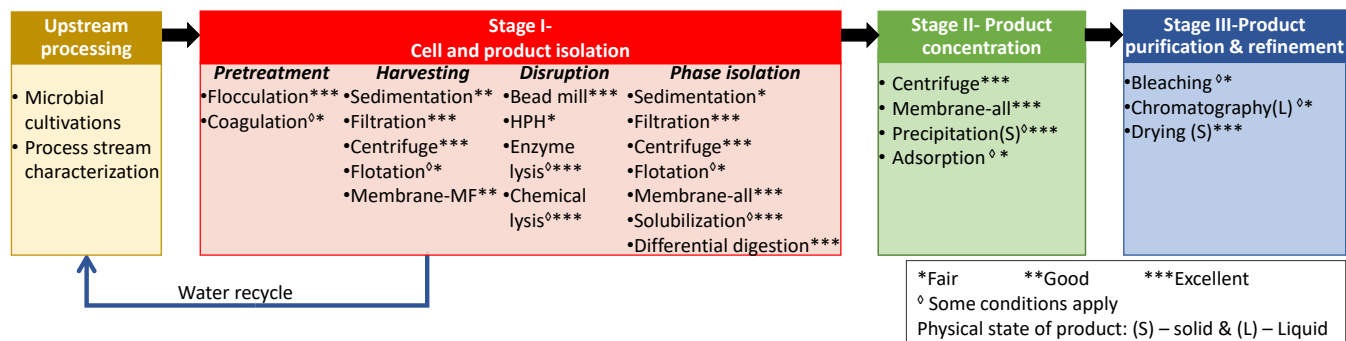 Upstream
processing
• Microbial
cultivations
• Process stream
characterization
Stage I-
Cell and product isolation
Pretreatment
•Flocculation***
•Coagulation◊*
Harvesting
•Sedimentation**
•Filtration***
•Centrifuge***
•Flotation◊*
•Membrane-MF**
Disruption
•Bead mill***
•HPH*
•Enzyme
lysis◊***
•Chemical
lysis◊***
Phase isolation
•Sedimentation*
•Filtration***
•Centrifuge***
•Flotation◊*
•Membrane-all***
•Solubilization◊***
•Differential digestion***
Stage II- Product
concentration
• Centrifuge***
• Membrane-all***
• Precipitation(S)◊***
• Adsorption ◊ *
Stage III-Product
purification & refinement
•Bleaching ◊*
•Chromatography(L) ◊*
•Drying (S)***
Water recycle
*Fair **Good ***Excellent
◊ Some conditions apply
Physical state of product: (S) – solid & (L) – Liquid